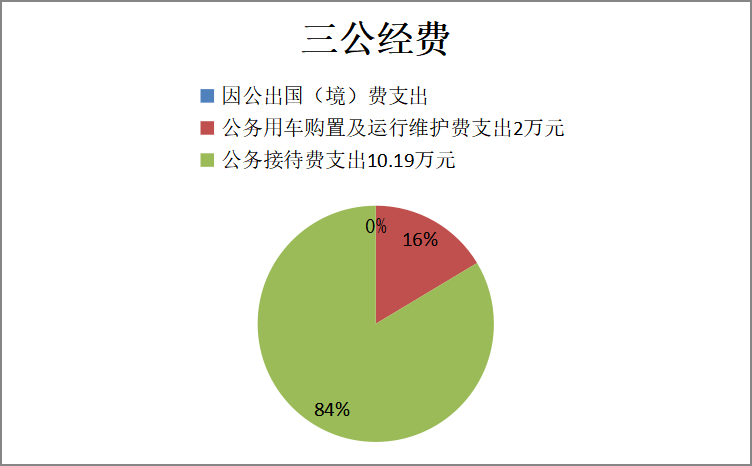 三公经费
因公出国（境）费支出
公务用车购置及运行维护费支出2万元
公务接待费支出10.19万元
0%
16%
84%